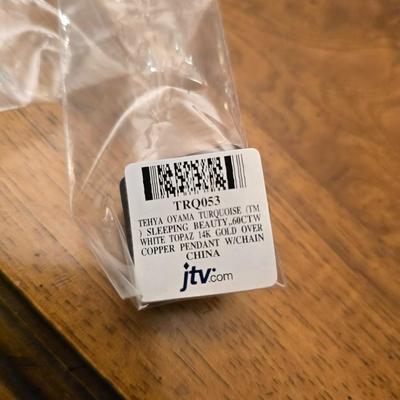 TRQ053
TEHYA OYAMA TURQUOISE (TM
) SLEEPING BEAUTY,.60CTW
WHITE TOPAZ 14K GOLD OVER
COPPER PENDANT W/CHAIN
CHINA
jtv.com